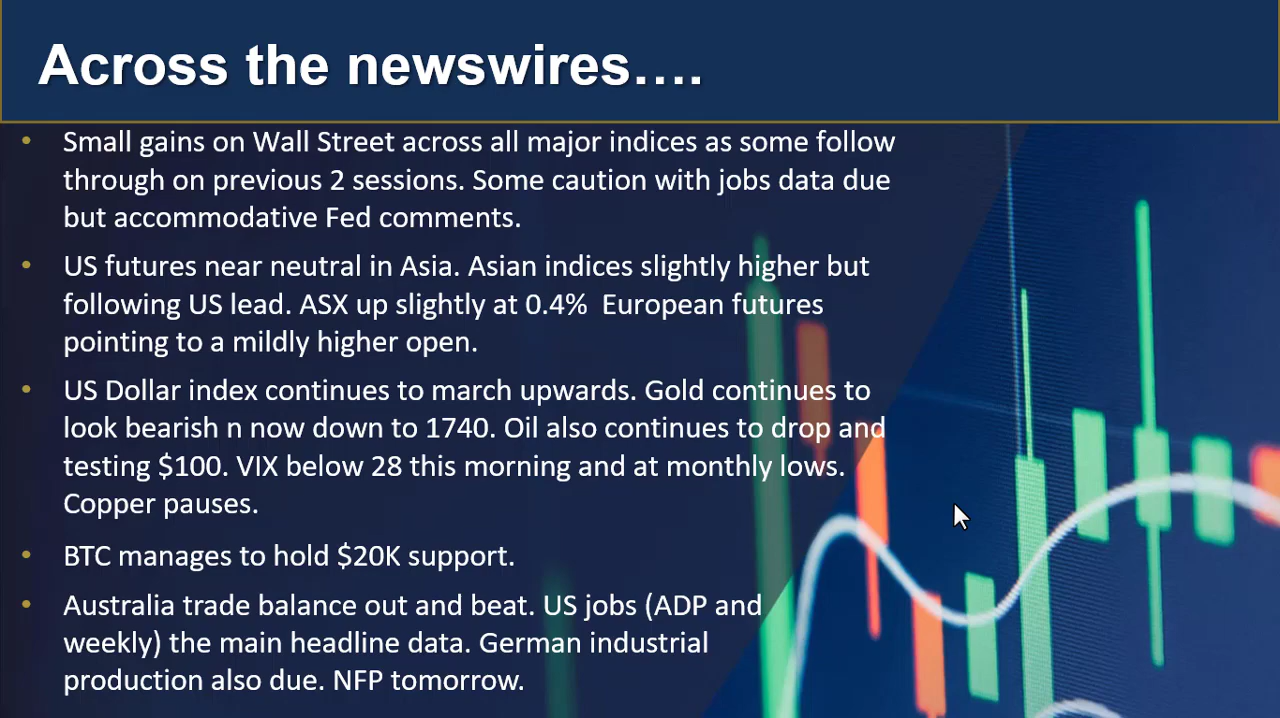 Across the newswires….
• Small gains on Wall Street across all major indices as some follow
through on previous 2 sessions. Some caution with jobs data due
but accommodative Fed comments.
• US futures near neutral in Asia. Asian indices slightly higher but
following US lead. ASX up slightly at 0.4%  European futures
pointing to a mildly higher open.
• US Dollar index continues to march upwards. Gold continues to
look bearish n now down to 1740. Oil also continues to drop and
testing $100. VIX below 28 this morning and at monthly lows.
Copper pauses.
• BTC manages to hold $20K support.
• Australia trade balance out and beat. US jobs (ADP and
weekly) the main headline data. German industrial
production also due. NFP tomorrow.